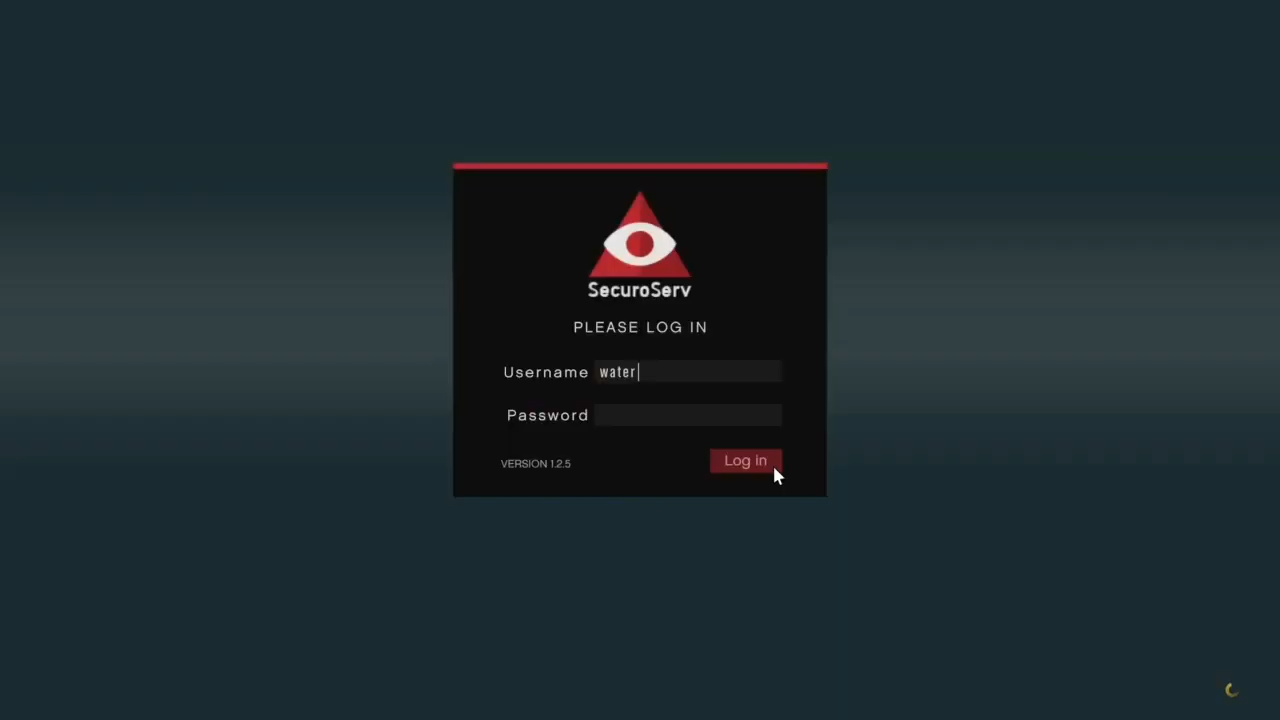 SecuroServ
PLEASE LOG IN
Username water
Password
VERSION 1.2.5 Log in